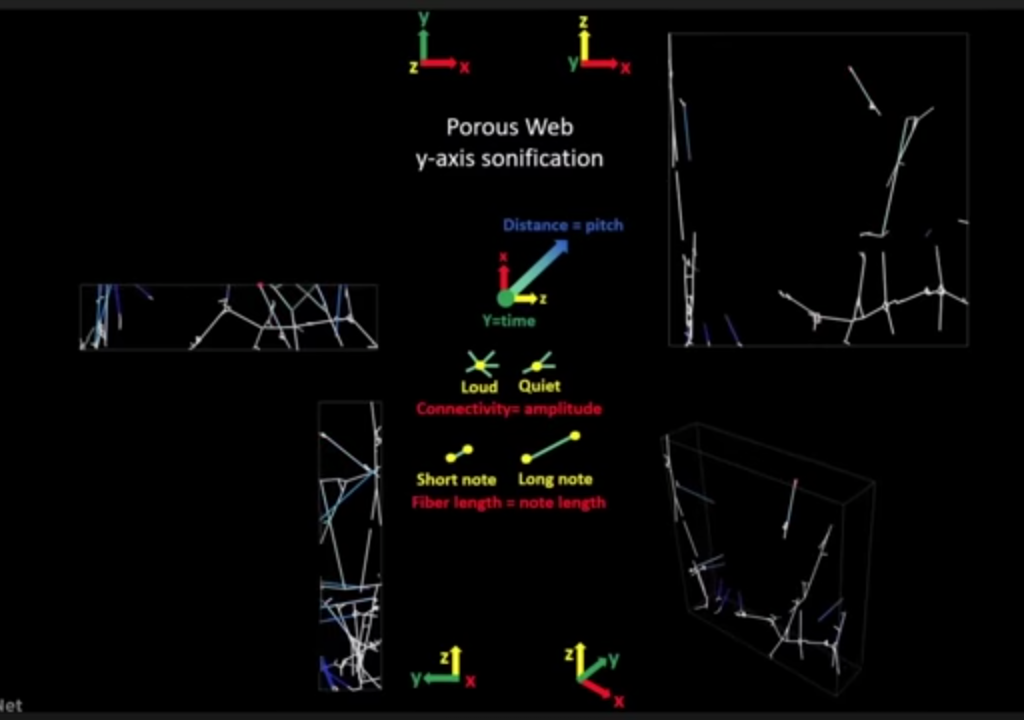 y
z
x
z
y
x
Porous Web
y-axis sonification
Distance = pitch
x
z
Y=time
Loud Quiet
Connectivity= amplitude
Short note Long note
Fiber length = note length
z
y
x
z
y
x
Net